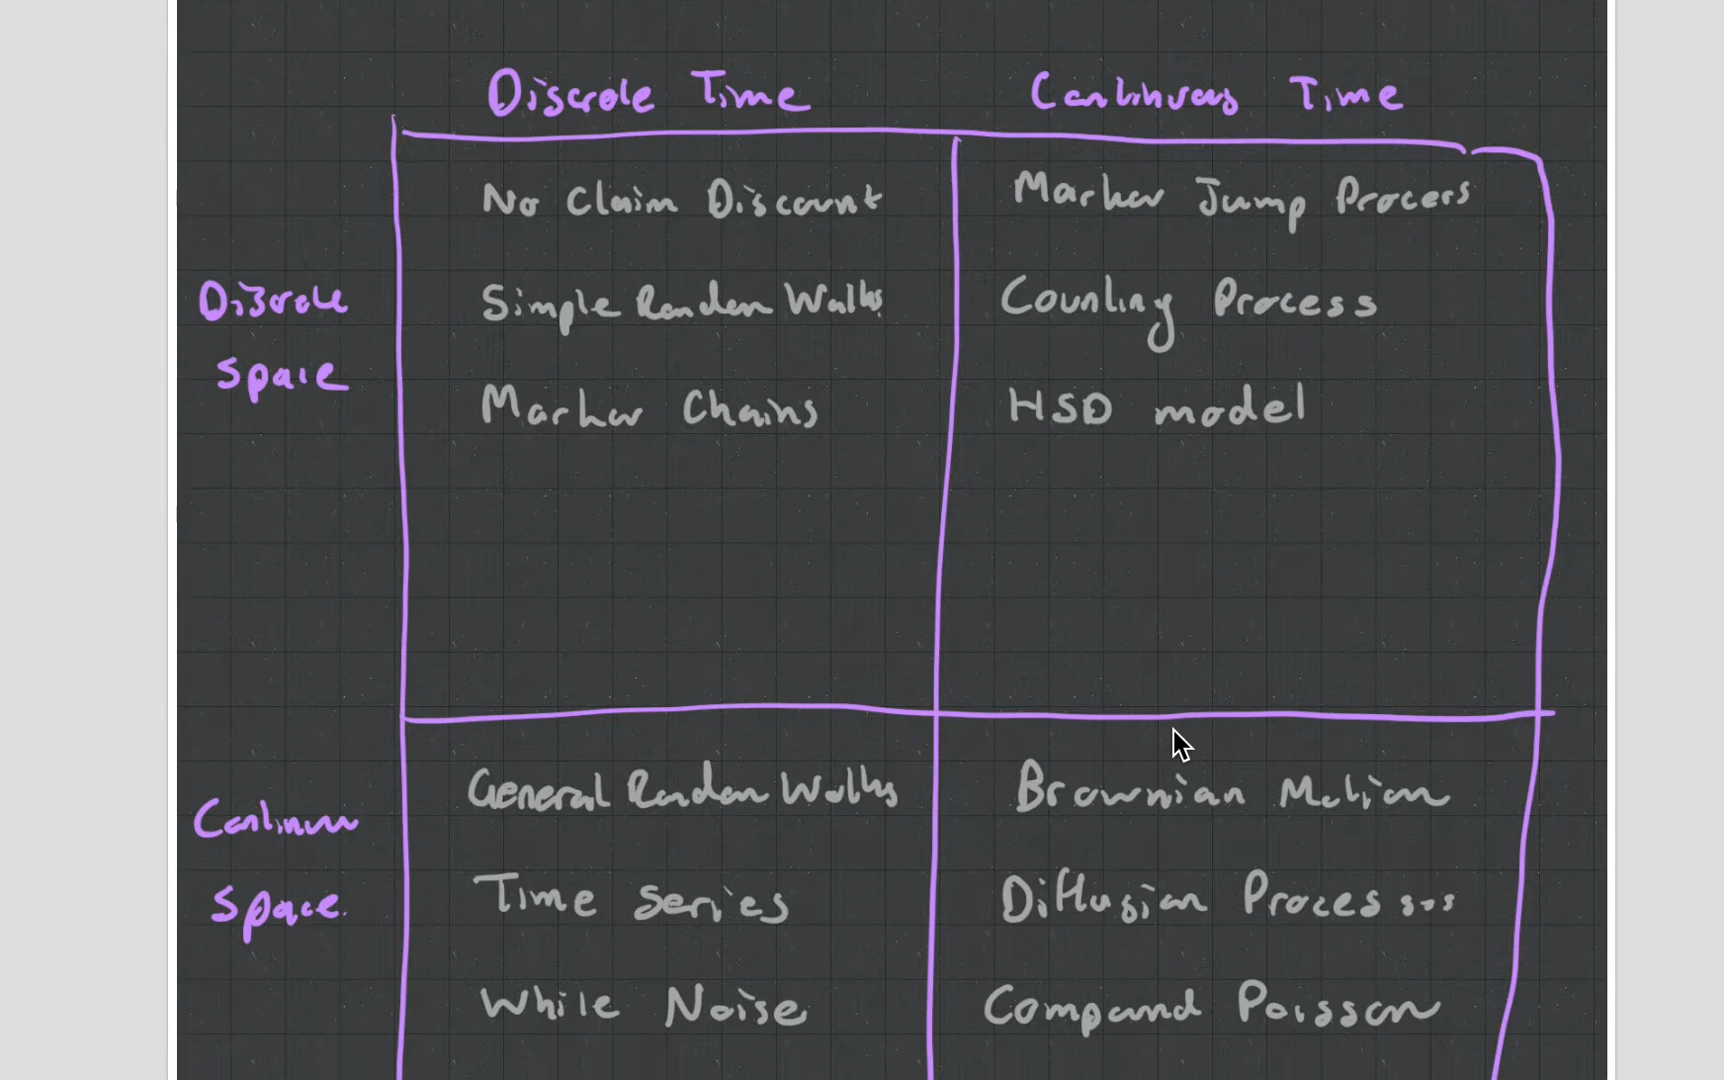 Discrete Time Continuous Time
No Claim Discount Markov Jump Process
Discrete Simple Random Walks Counting Process
Space
Markov Chains HSD model
General Random Walks Brownian Motion
Continuous
Time Series Diffusion Processes
Space.
White Noise Compound Poisson